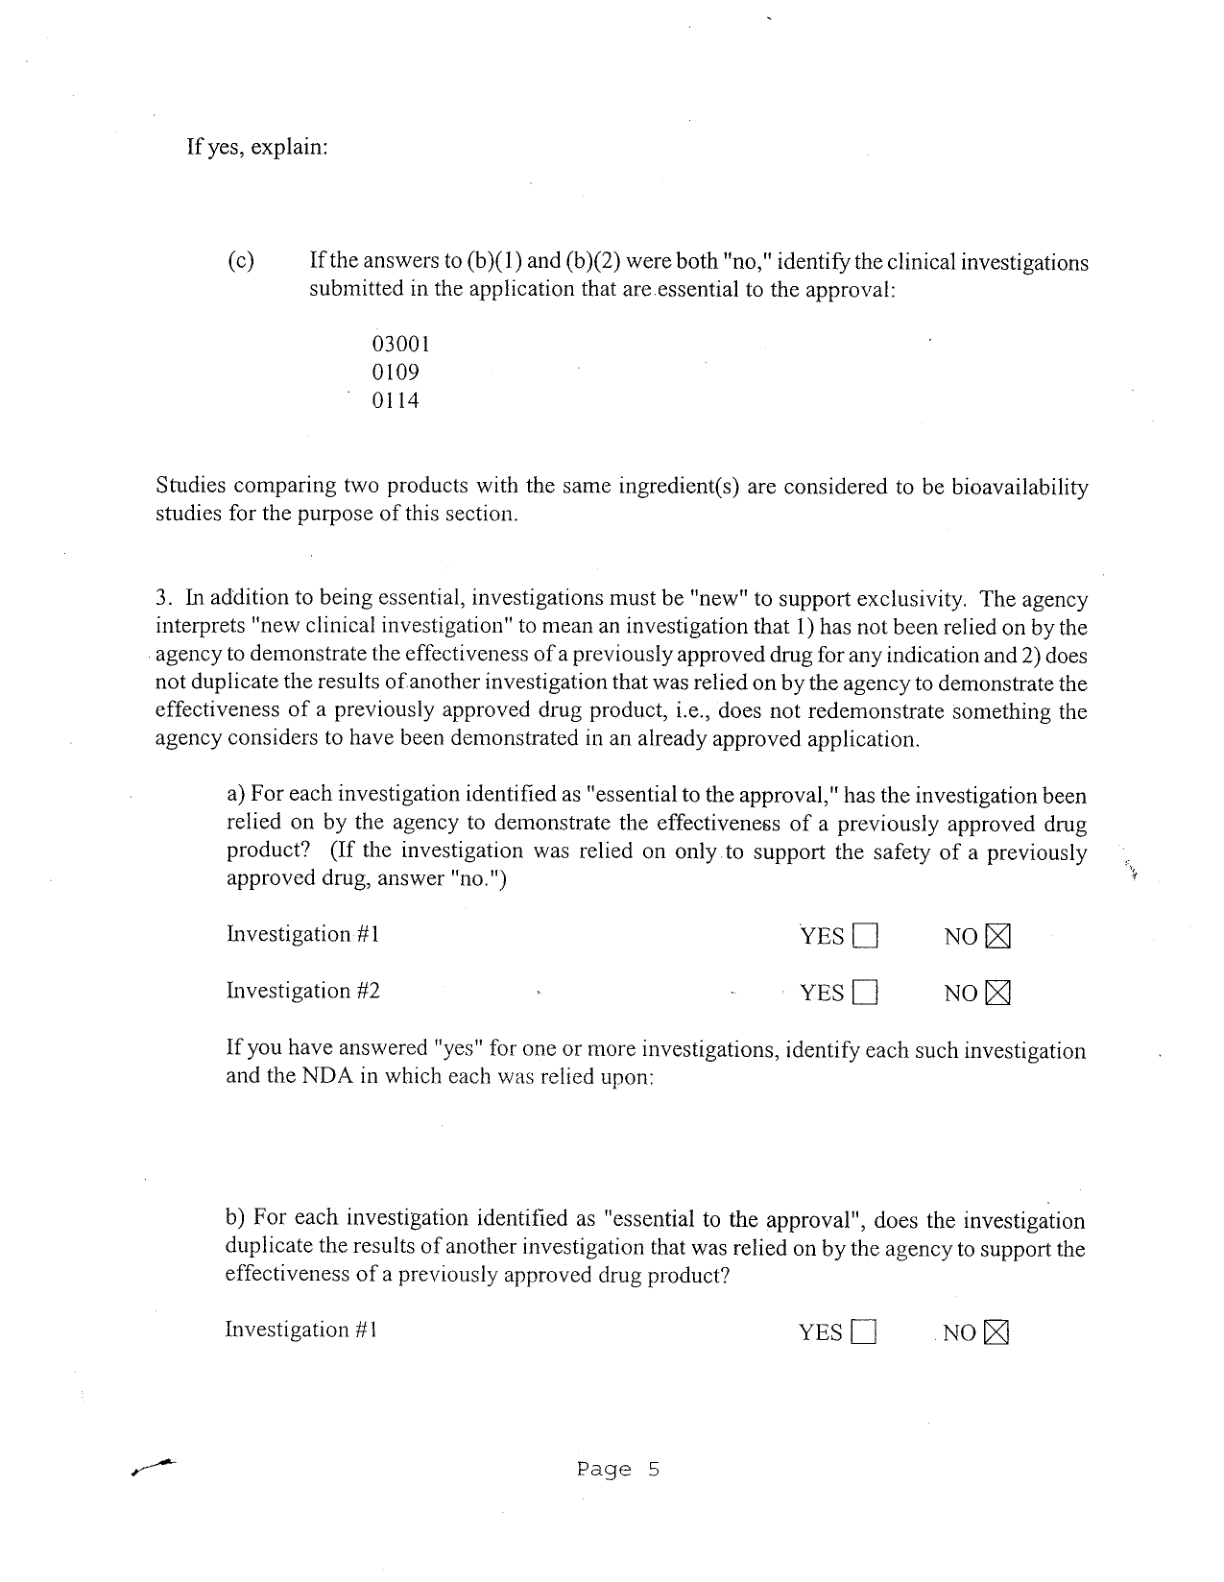 If yes, explain:
(c) If the answers to (b)(1) and (b)(2) were both "no," identify the clinical investigations
submitted in the application that are essential to the approval:
03001
0109
0114
Studies comparing two products with the same ingredient(s) are considered to be bioavailability
studies for the purpose of this section.
3. In addition to being essential, investigations must be "new" to support exclusivity. The agency
interprets "new clinical investigation" to mean an investigation that 1) has not been relied on by the
agency to demonstrate the effectiveness of a previously approved drug for any indication and 2) does
not duplicate the results of another investigation that was relied on by the agency to demonstrate the
effectiveness of a previously approved drug product, i.e., does not redemonstrate something the
agency considers to have been demonstrated in an already approved application.
a) For each investigation identified as "essential to the approval," has the investigation been
relied on by the agency to demonstrate the effectiveness of a previously approved drug
product? (If the investigation was relied on only to support the safety of a previously
approved drug, answer "no.")
Investigation #1 YES ☐ NO ☒
Investigation #2 YES ☐ NO ☒
If you have answered "yes" for one or more investigations, identify each such investigation
and the NDA in which each was relied upon:
b) For each investigation identified as "essential to the approval", does the investigation
duplicate the results of another investigation that was relied on by the agency to support the
effectiveness of a previously approved drug product?
Investigation #1 YES ☐ NO ☒
Page 5